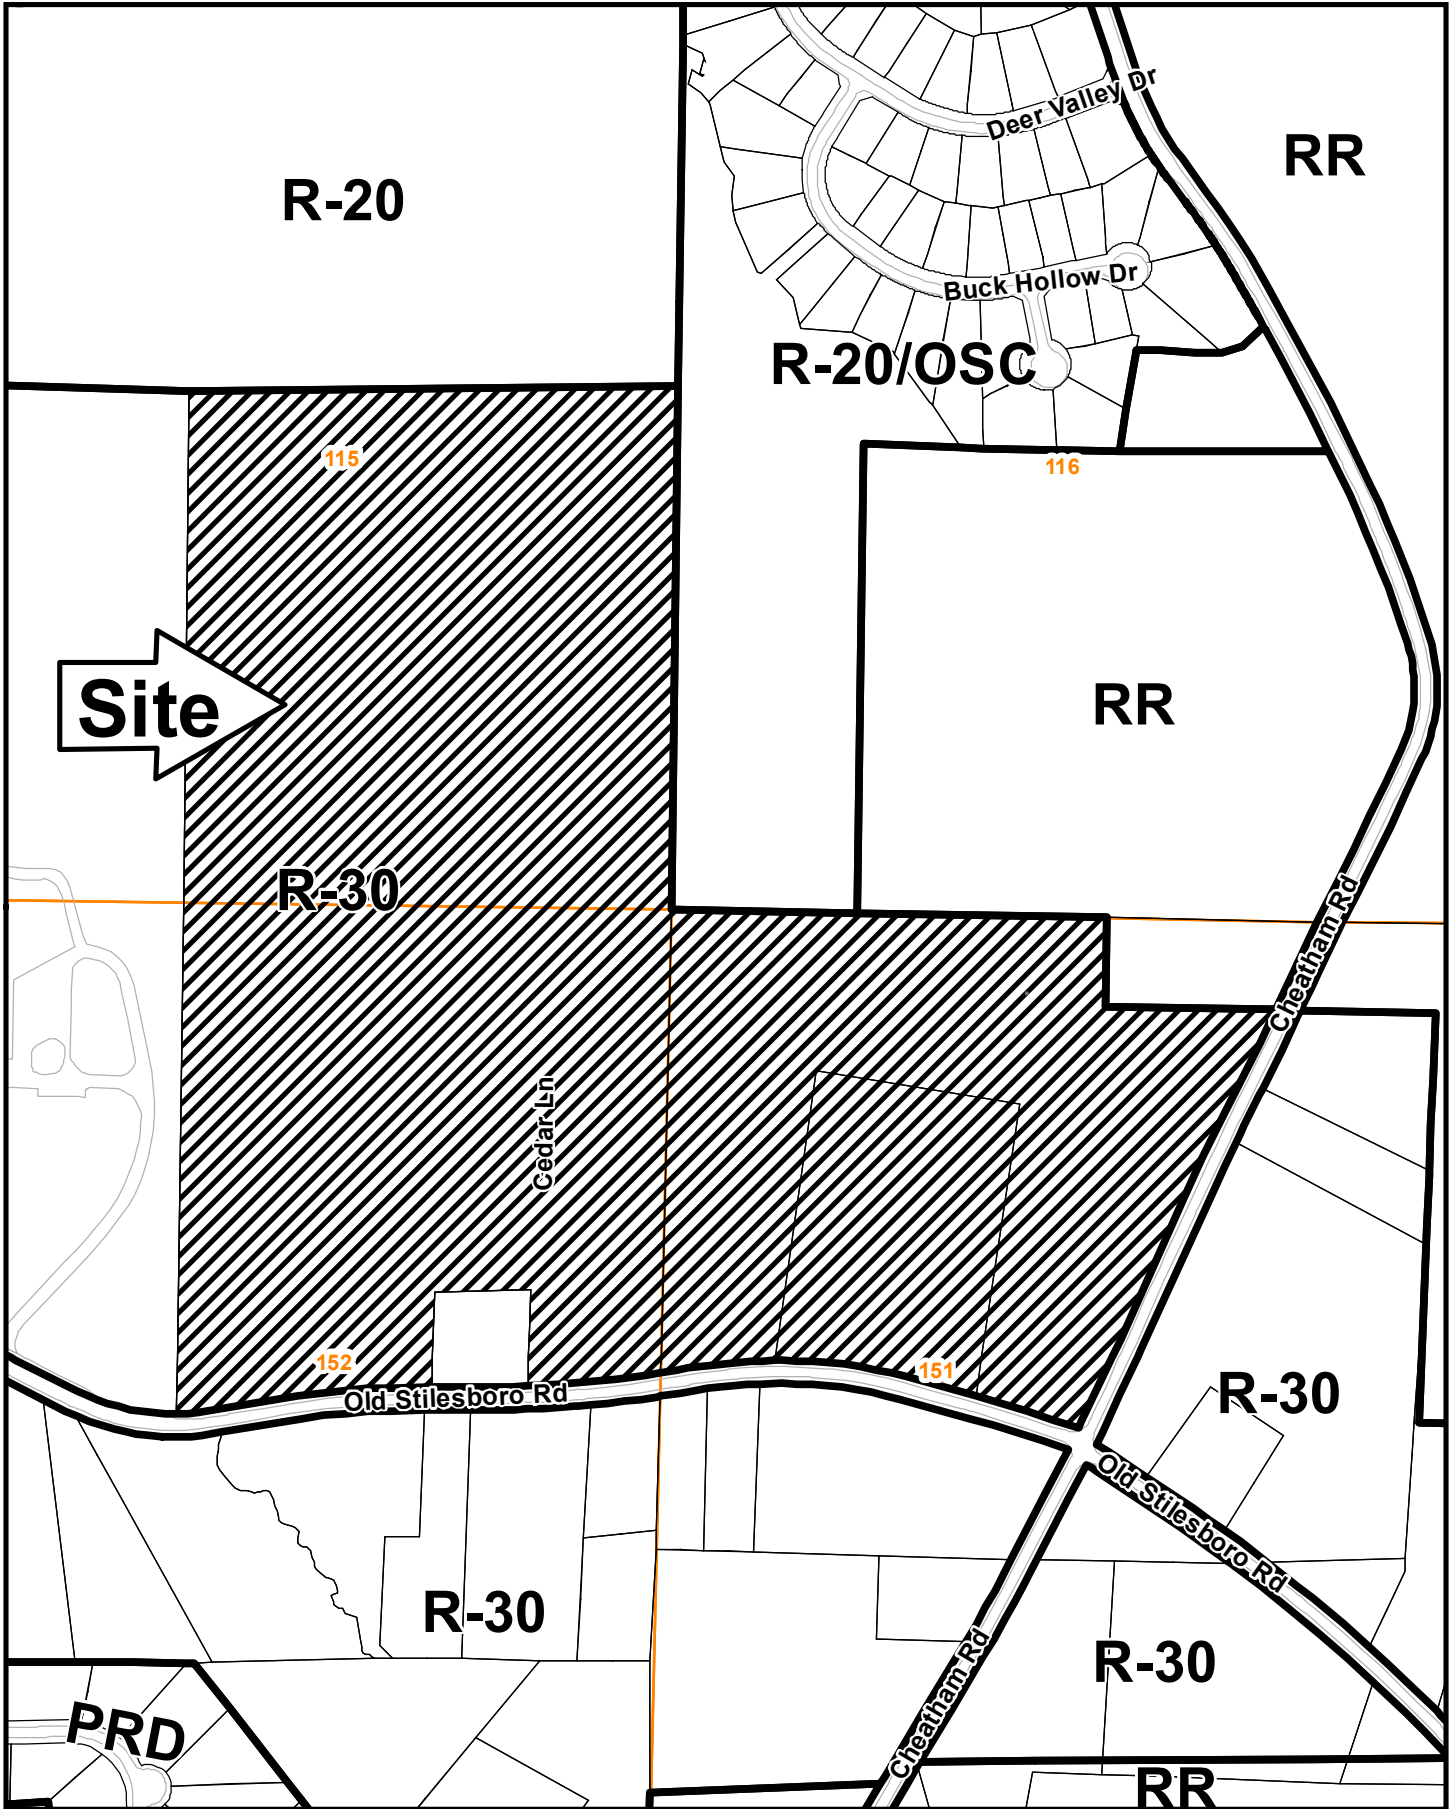 Deer Valley Dr
RR
R-20
Buck Hollow Dr
R-20/OSC
115
116
Site
RR
R-30
Cheatham Rd
Cedar Ln
152
151
Old Stilesboro Rd
R-30
Old Stilesboro Rd
R-30
Cheatham Rd
R-30
PRD
RR